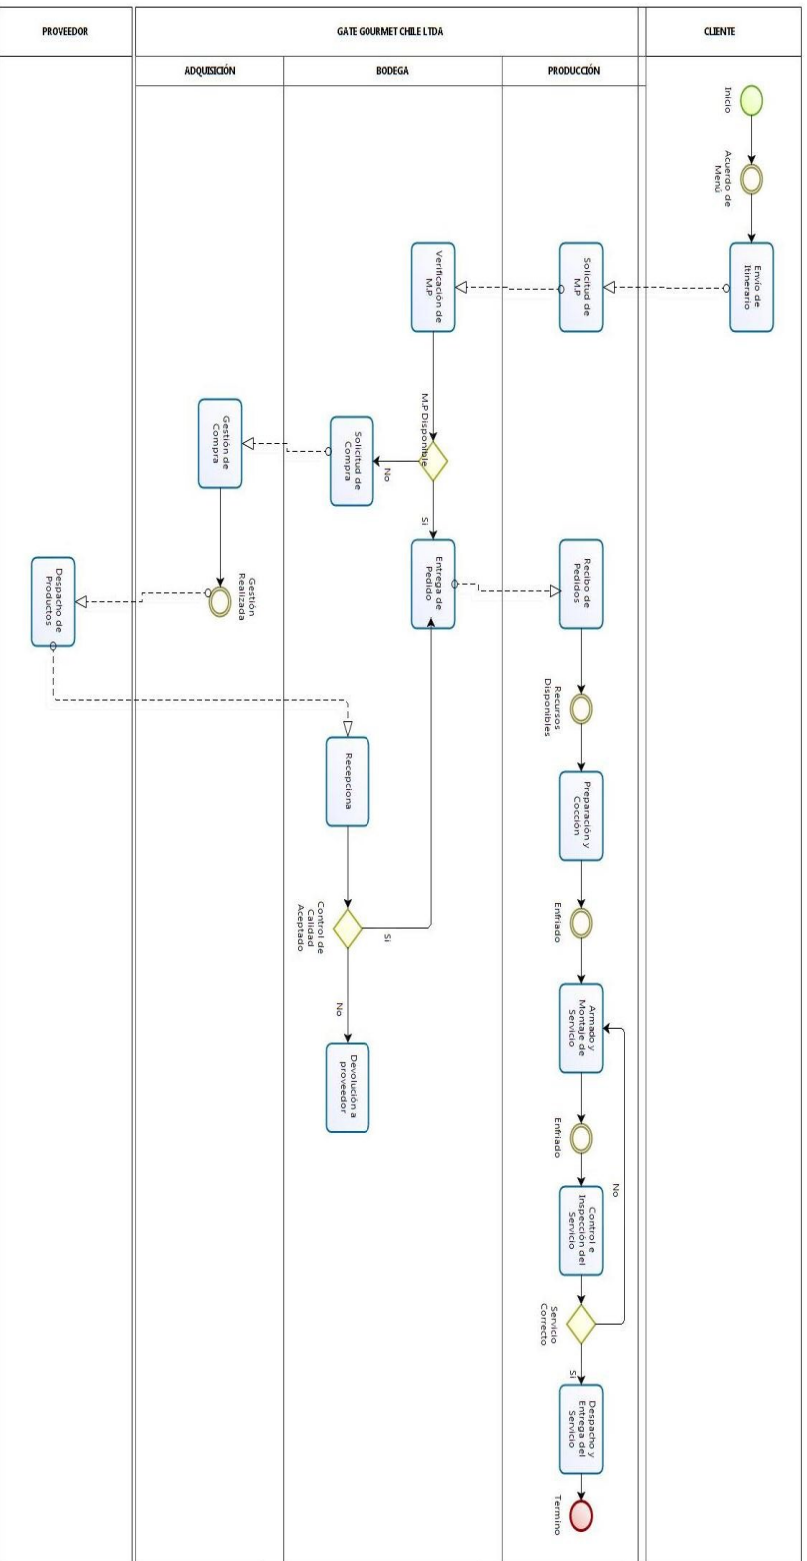 PROVEEDOR
GATE GOURMET CHILE LTDA
CLIENTE
ADQUISICIÓN
BODEGA
PRODUCCIÓN
Inicio
Acuerdo de
Menú
Envio de
Itinerario
Solicitud de
M.P
Verificación de
M.P
M.P Disponible
No
Si
Solicitud de
Compra
Gestión de
Compra
Gestión
Realizada
Despacho de
Productos
Entrega de
Pedido
Recibo de
Pedidos
Recursos
Disponibles
Recepciona
Control de
Calidad
Aceptado
Si
No
Devolución a
proveedor
Preparación y
Cocción
Enfriado
Armado y
Montaje de
Servicio
Enfriado
Control e
Inspección del
Servicio
No
Servicio
Correcto
Si
Despacho y
Entrega del
Servicio
Termino